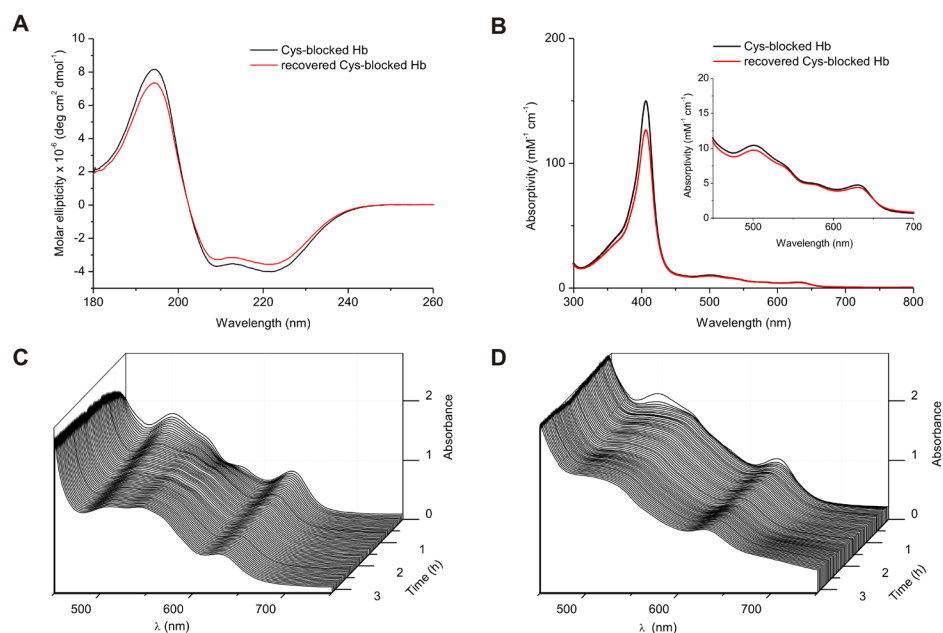 A
Cys-blocked Hb
recovered Cys-blocked Hb
Molar ellipticity x 10⁻⁶ (deg cm² dmol⁻¹)
10
8
6
4
2
0
-2
-4
180 200 220 240 260
Wavelength (nm)
B
Cys-blocked Hb
recovered Cys-blocked Hb
Absorptivity (mM⁻¹ cm⁻¹)
200
150
100
50
0
300 400 500 600 700 800
Wavelength (nm)
Absorptivity (mM⁻¹ cm⁻¹)
20
15
10
5
0
500 600 700
Wavelength (nm)
C
2
1
0
Absorbance
1
2
3
Time (h)
500 600 700
λ (nm)
D
2
1
0
Absorbance
1
2
3
Time (h)
500 600 700
λ (nm)